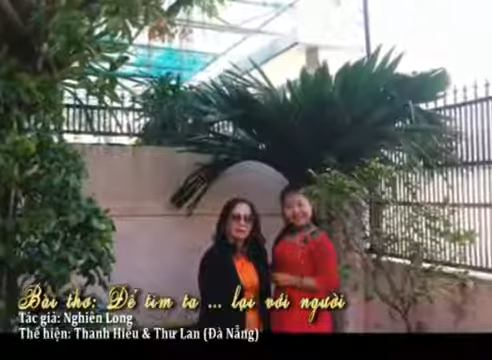 Bài thơ: Để tim ta ... lại với người
Tác giả: Nghiên Long
Thể hiện: Thanh Hiếu & Thư Lan (Đà Nẵng)